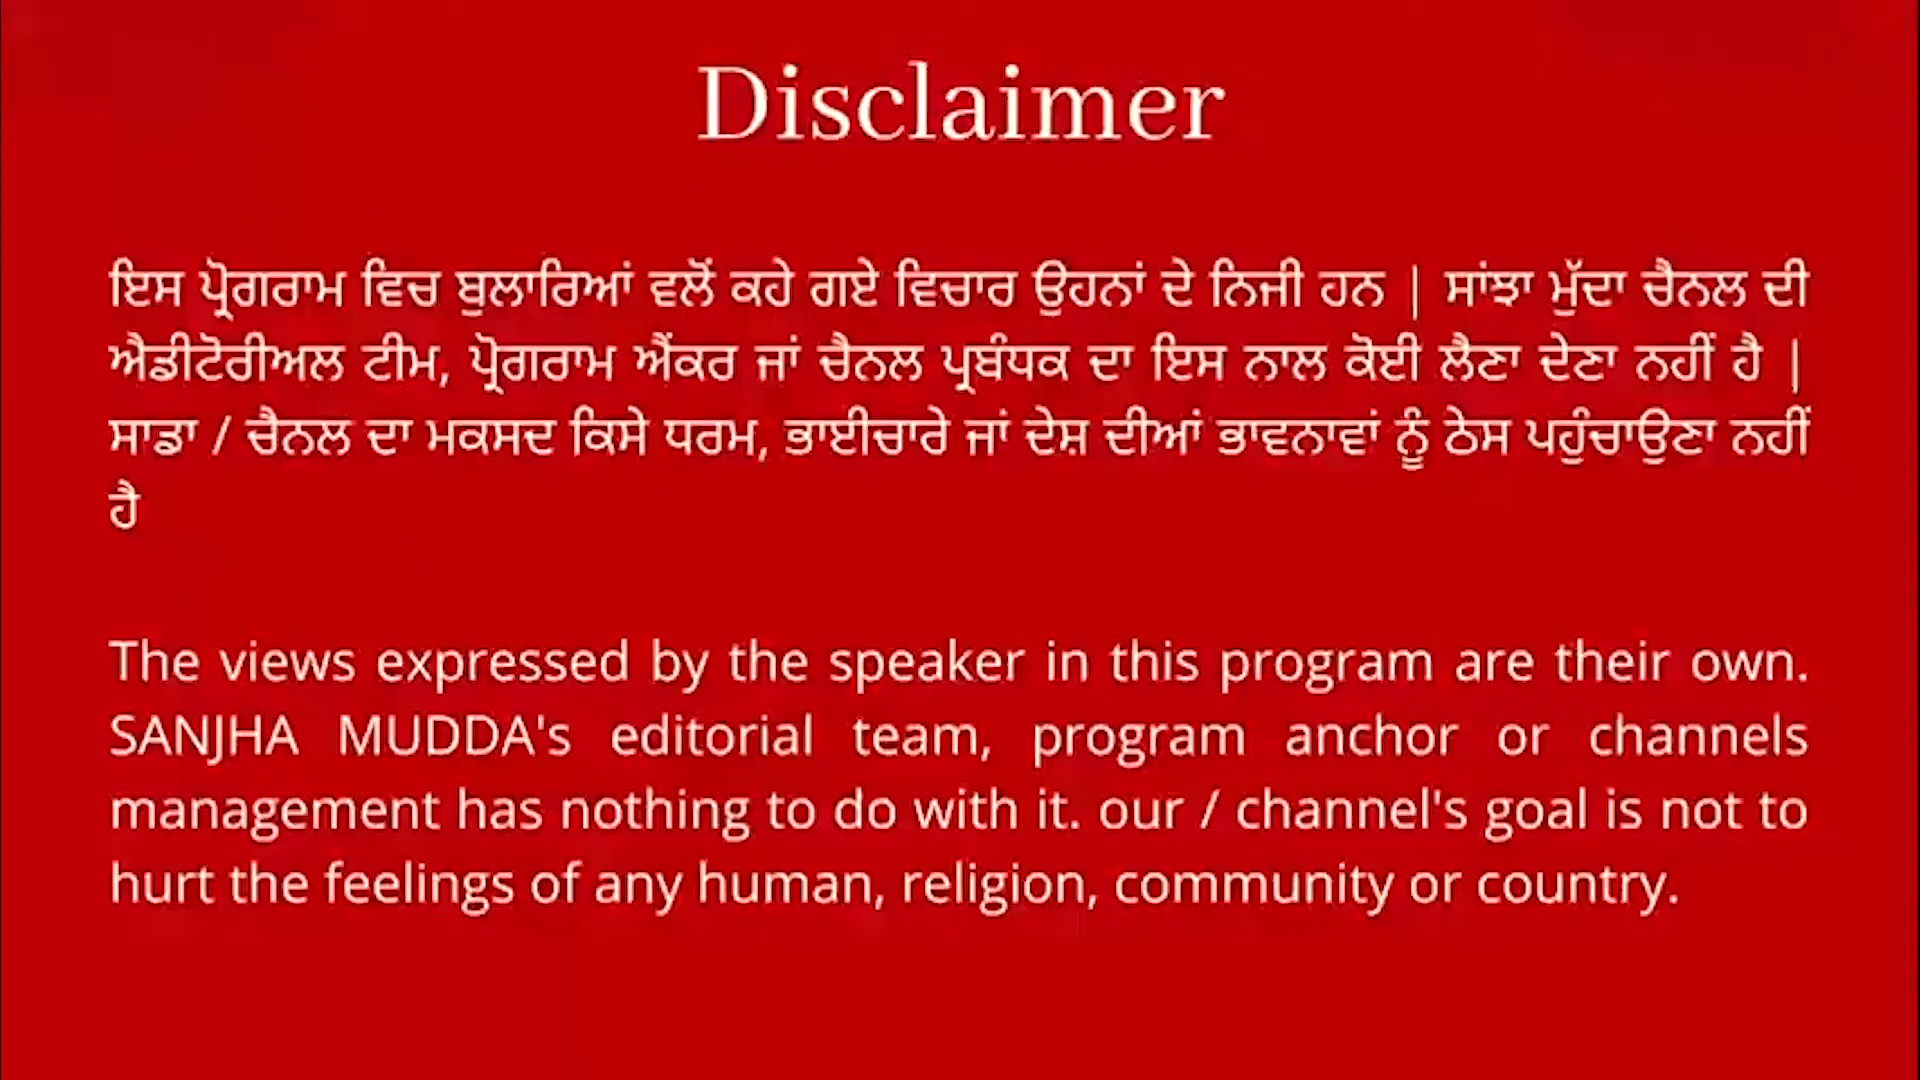 Disclaimer
ਇਸ ਪ੍ਰੋਗਰਾਮ ਵਿਚ ਬੁਲਾਰਿਆਂ ਵਲੋਂ ਕਹੇ ਗਏ ਵਿਚਾਰ ਉਹਨਾਂ ਦੇ ਨਿਜੀ ਹਨ | ਸਾਂਝਾ ਮੁੱਦਾ ਚੈਨਲ ਦੀ
ਐਡੀਟੋਰੀਅਲ ਟੀਮ, ਪ੍ਰੋਗਰਾਮ ਐਂਕਰ ਜਾਂ ਚੈਨਲ ਪ੍ਰਬੰਧਕ ਦਾ ਇਸ ਨਾਲ ਕੋਈ ਲੈਣਾ ਦੇਣਾ ਨਹੀਂ ਹੈ |
ਸਾਡਾ / ਚੈਨਲ ਦਾ ਮਕਸਦ ਕਿਸੇ ਧਰਮ, ਭਾਈਚਾਰੇ ਜਾਂ ਦੇਸ਼ ਦੀਆਂ ਭਾਵਨਾਵਾਂ ਨੂੰ ਠੇਸ ਪਹੁੰਚਾਉਣਾ ਨਹੀਂ
ਹੈ
The views expressed by the speaker in this program are their own.
SANJHA MUDDA's editorial team, program anchor or channels
management has nothing to do with it. our / channel's goal is not to
hurt the feelings of any human, religion, community or country.